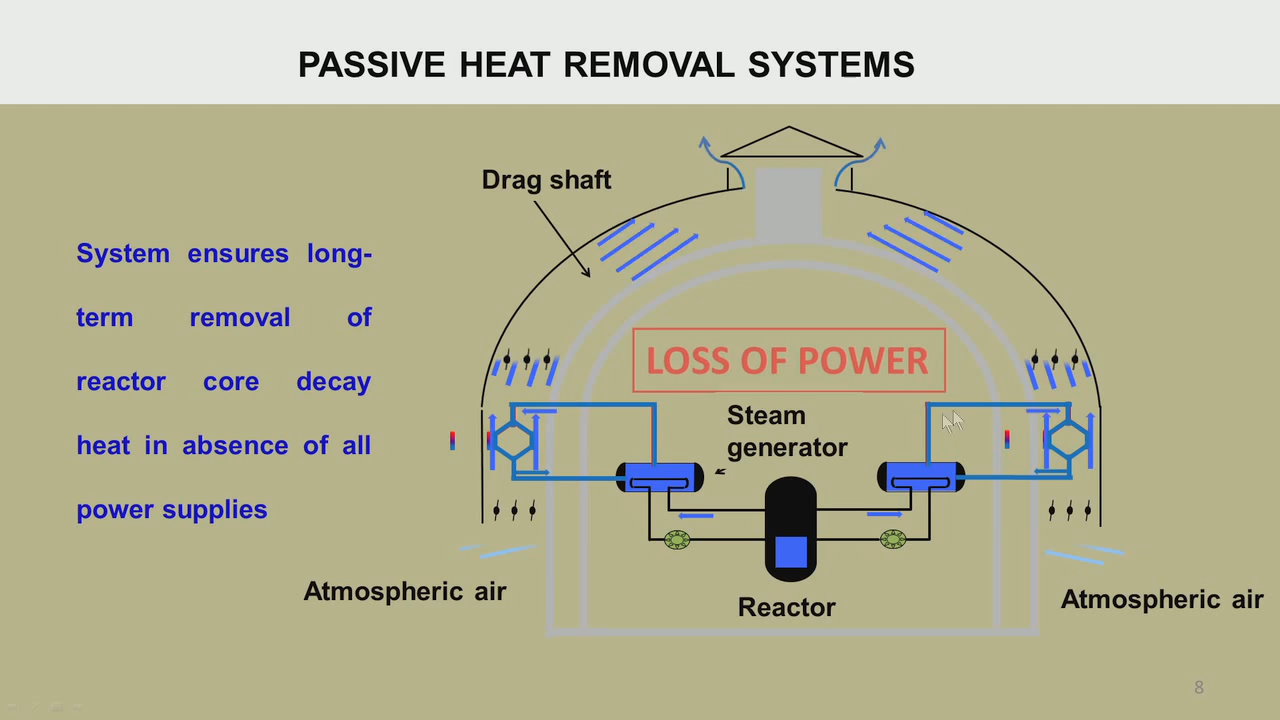 PASSIVE HEAT REMOVAL SYSTEMS
Drag shaft
System ensures long-
term removal of
reactor core decay
heat in absence of all
power supplies
LOSS OF POWER
Steam
generator
Atmospheric air
Reactor
Atmospheric air
8